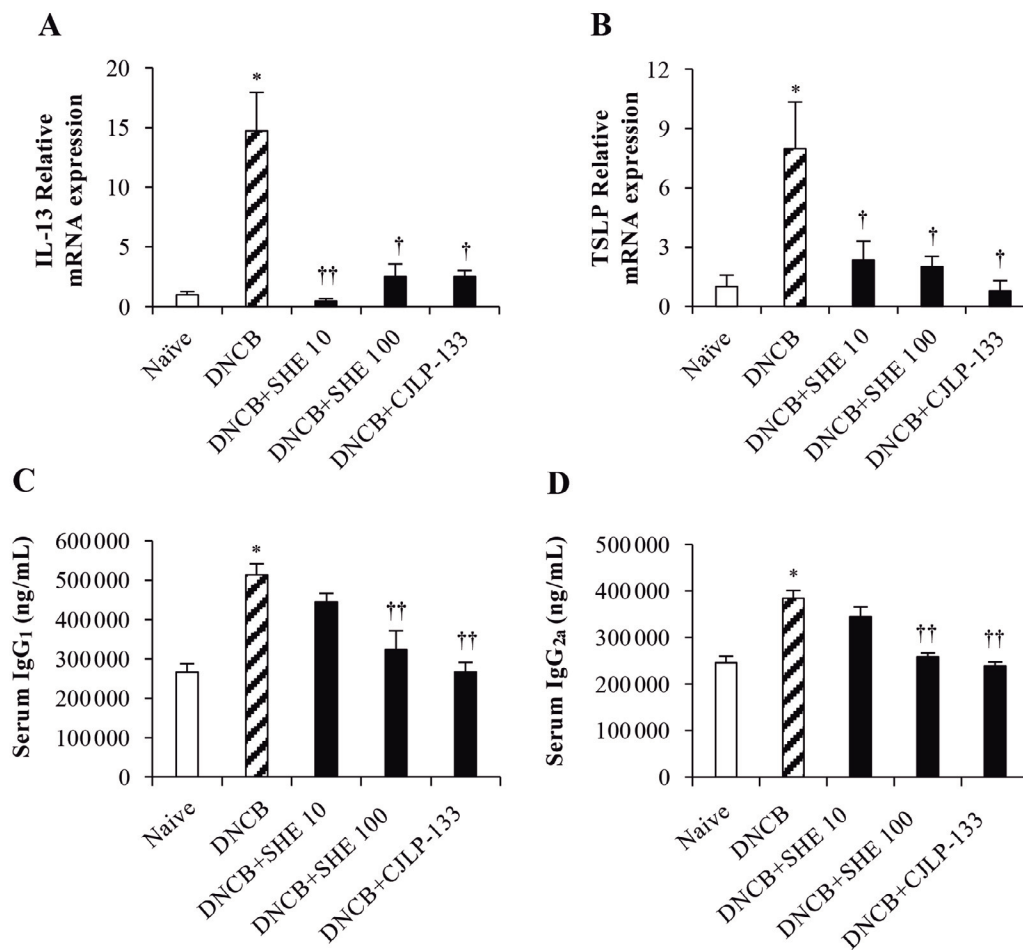 A
IL-13 Relative
mRNA expression
20
15
10
5
0
*
††
†
†
Naïve
DNCB
DNCB+SHE 10
DNCB+SHE 100
DNCB+CJLP-133
B
TSLP Relative
mRNA expression
12
9
6
3
0
*
†
†
†
Naïve
DNCB
DNCB+SHE 10
DNCB+SHE 100
DNCB+CJLP-133
C
Serum IgG₁ (ng/mL)
600 000
500 000
400 000
300 000
200 000
100 000
0
*
††
††
Naïve
DNCB
DNCB+SHE 10
DNCB+SHE 100
DNCB+CJLP-133
D
Serum IgG₂ₐ (ng/mL)
500 000
400 000
300 000
200 000
100 000
0
*
††
††
Naïve
DNCB
DNCB+SHE 10
DNCB+SHE 100
DNCB+CJLP-133